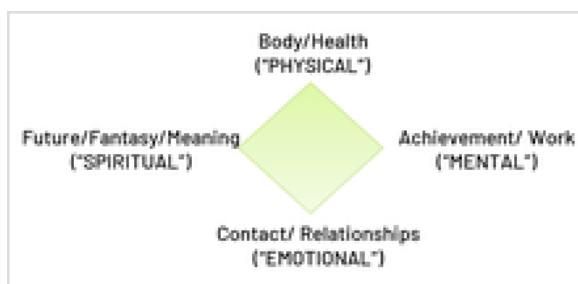 Body/Health
("PHYSICAL")
Future/Fantasy/Meaning
("SPIRITUAL")
Achievement/ Work
("MENTAL")
Contact/ Relationships
("EMOTIONAL")